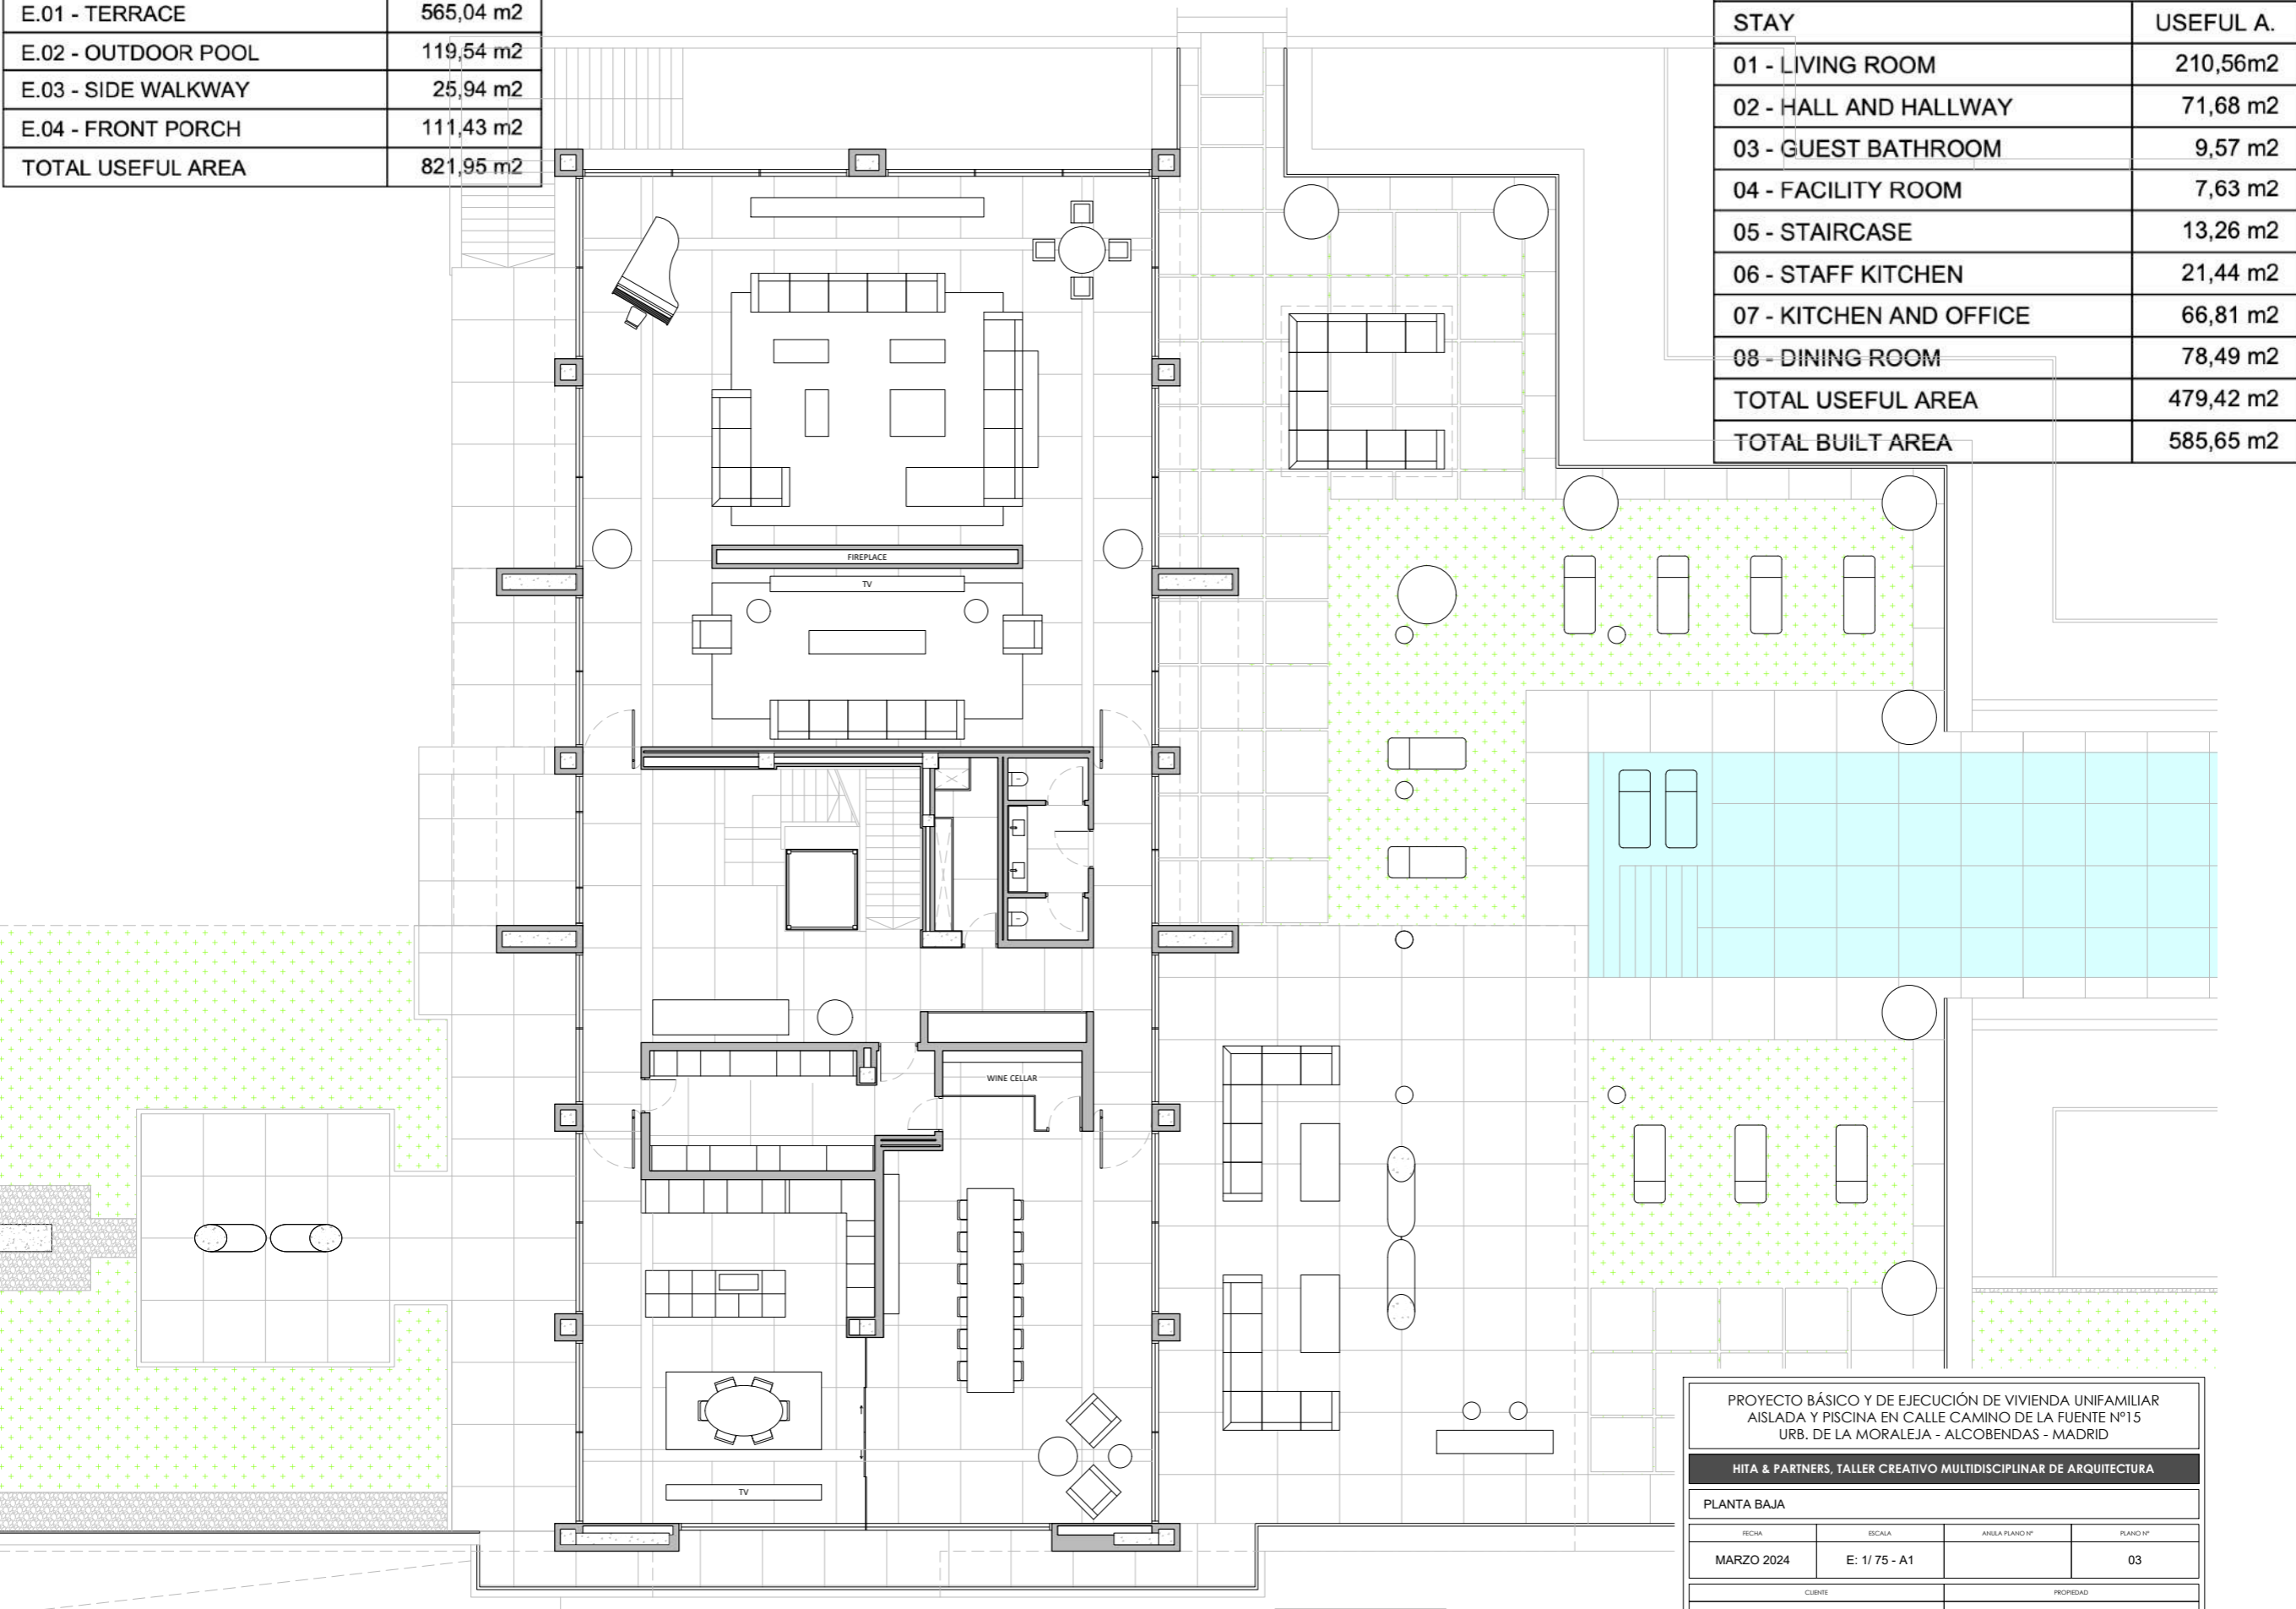 E.01 - TERRACE 565,04 m2
E.02 - OUTDOOR POOL 119,54 m2
E.03 - SIDE WALKWAY 25,94 m2
E.04 - FRONT PORCH 111,43 m2
TOTAL USEFUL AREA 821,95 m2
STAY USEFUL A.
01 - LIVING ROOM 210,56m2
02 - HALL AND HALLWAY 71,68 m2
03 - GUEST BATHROOM 9,57 m2
04 - FACILITY ROOM 7,63 m2
05 - STAIRCASE 13,26 m2
06 - STAFF KITCHEN 21,44 m2
07 - KITCHEN AND OFFICE 66,81 m2
08 - DINING ROOM 78,49 m2
TOTAL USEFUL AREA 479,42 m2
TOTAL BUILT AREA 585,65 m2
FIREPLACE
TV
WINE CELLAR
TV
PROYECTO BÁSICO Y DE EJECUCIÓN DE VIVIENDA UNIFAMILIAR
AISLADA Y PISCINA EN CALLE CAMINO DE LA FUENTE Nº15
URB. DE LA MORALEJA - ALCOBENDAS - MADRID
HITA & PARTNERS, TALLER CREATIVO MULTIDISCIPLINAR DE ARQUITECTURA
PLANTA BAJA
FECHA ESCALA ANULA PLANO Nº PLANO Nº
MARZO 2024 E: 1/ 75 - A1 03
CLIENTE PROPIEDAD